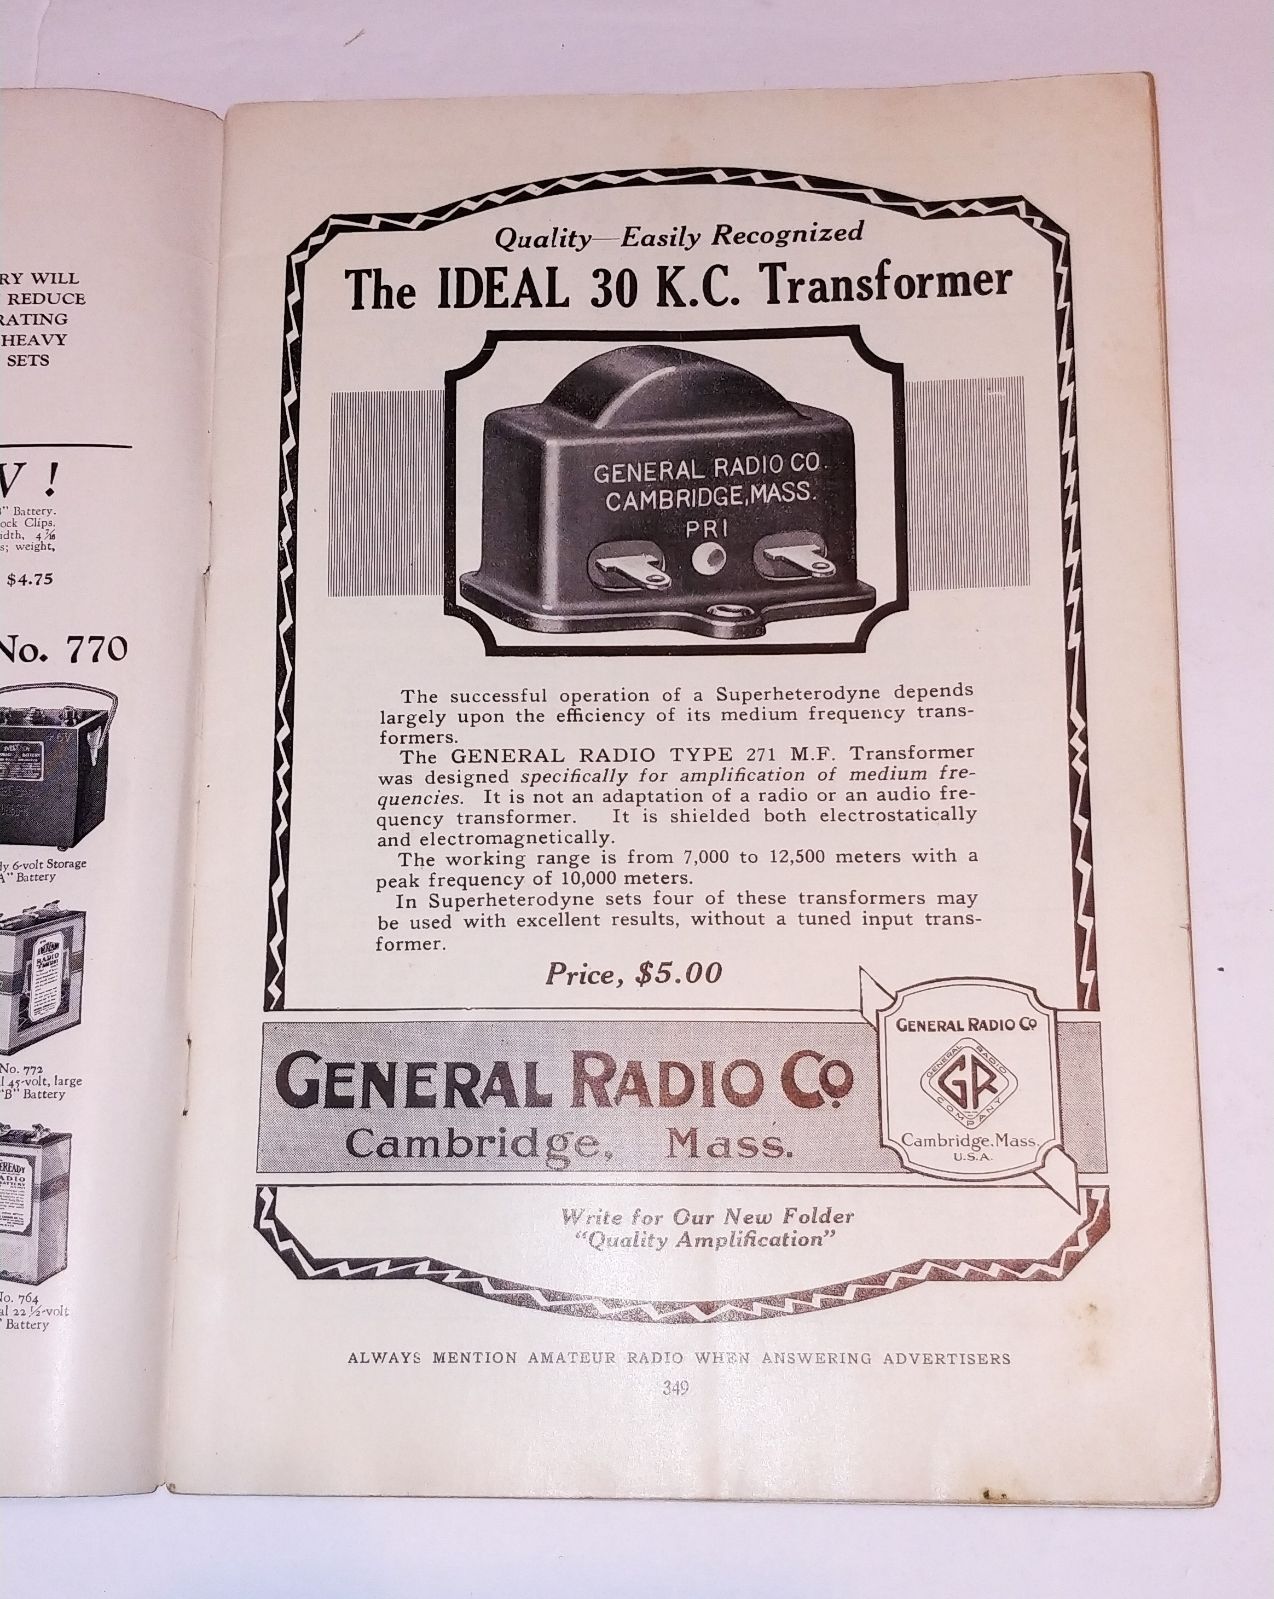 RY WILL
REDUCE
RATING
HEAVY
SETS
V !
" Battery.
ock Clips.
idth, 4 7/16
s; weight,
$4.75
No. 770
6-volt Storage
"A" Battery
No. 772
45-volt, large
"B" Battery
No. 764
22½-volt
Battery
Quality—Easily Recognized
The IDEAL 30 K.C. Transformer
GENERAL RADIO CO.
CAMBRIDGE, MASS.
PRI
The successful operation of a Superheterodyne depends
largely upon the efficiency of its medium frequency trans-
formers.
The GENERAL RADIO TYPE 271 M.F. Transformer
was designed specifically for amplification of medium fre-
quencies. It is not an adaptation of a radio or an audio fre-
quency transformer. It is shielded both electrostatically
and electromagnetically.
The working range is from 7,000 to 12,500 meters with a
peak frequency of 10,000 meters.
In Superheterodyne sets four of these transformers may
be used with excellent results, without a tuned input trans-
former.
Price, $5.00
GENERAL RADIO Co.
Cambridge, Mass.
GENERAL RADIO Co
GENERAL RADIO
GR
COMPANY
Cambridge. Mass.
U.S.A.
Write for Our New Folder
"Quality Amplification"
ALWAYS MENTION AMATEUR RADIO WHEN ANSWERING ADVERTISERS
349